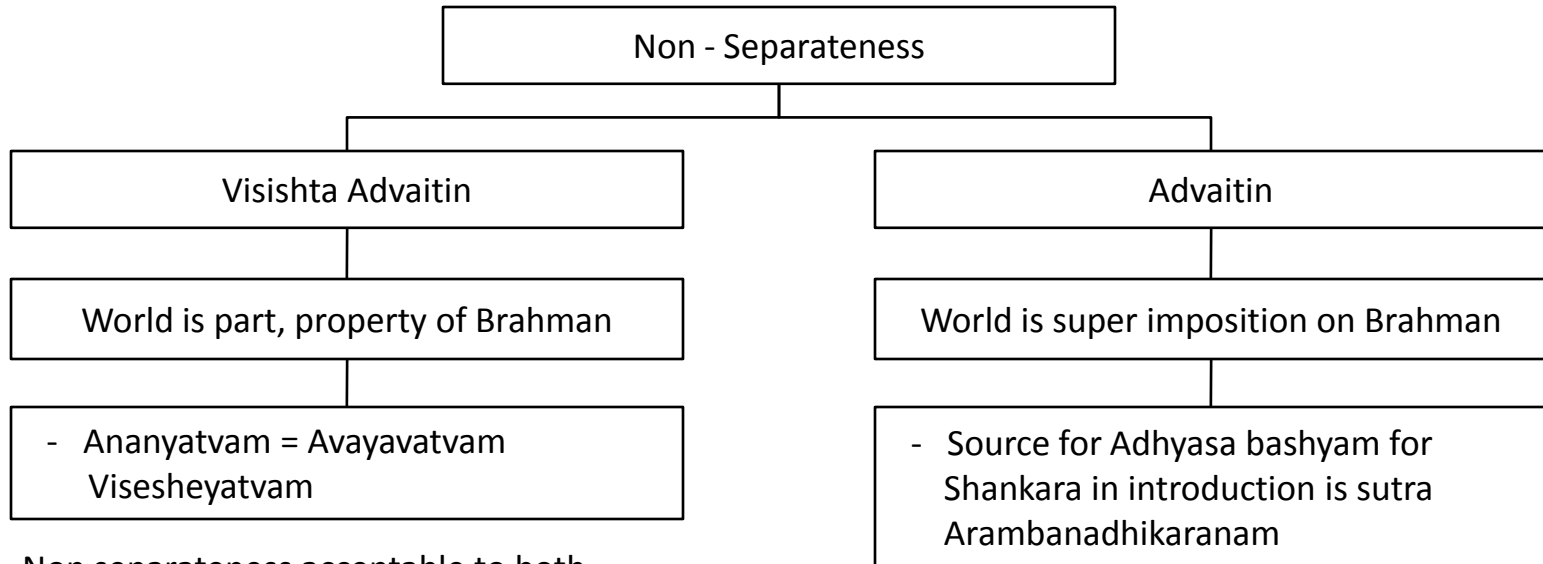 Non - Separateness
Visishta Advaitin
World is part, property of Brahman
- Ananyatvam = Avayavatvam
Visesheyatvam
Non separateness acceptable to both
Advaitin
World is super imposition on Brahman
- Source for Adhyasa bashyam for
Shankara in introduction is sutra
Arambanadhikaranam